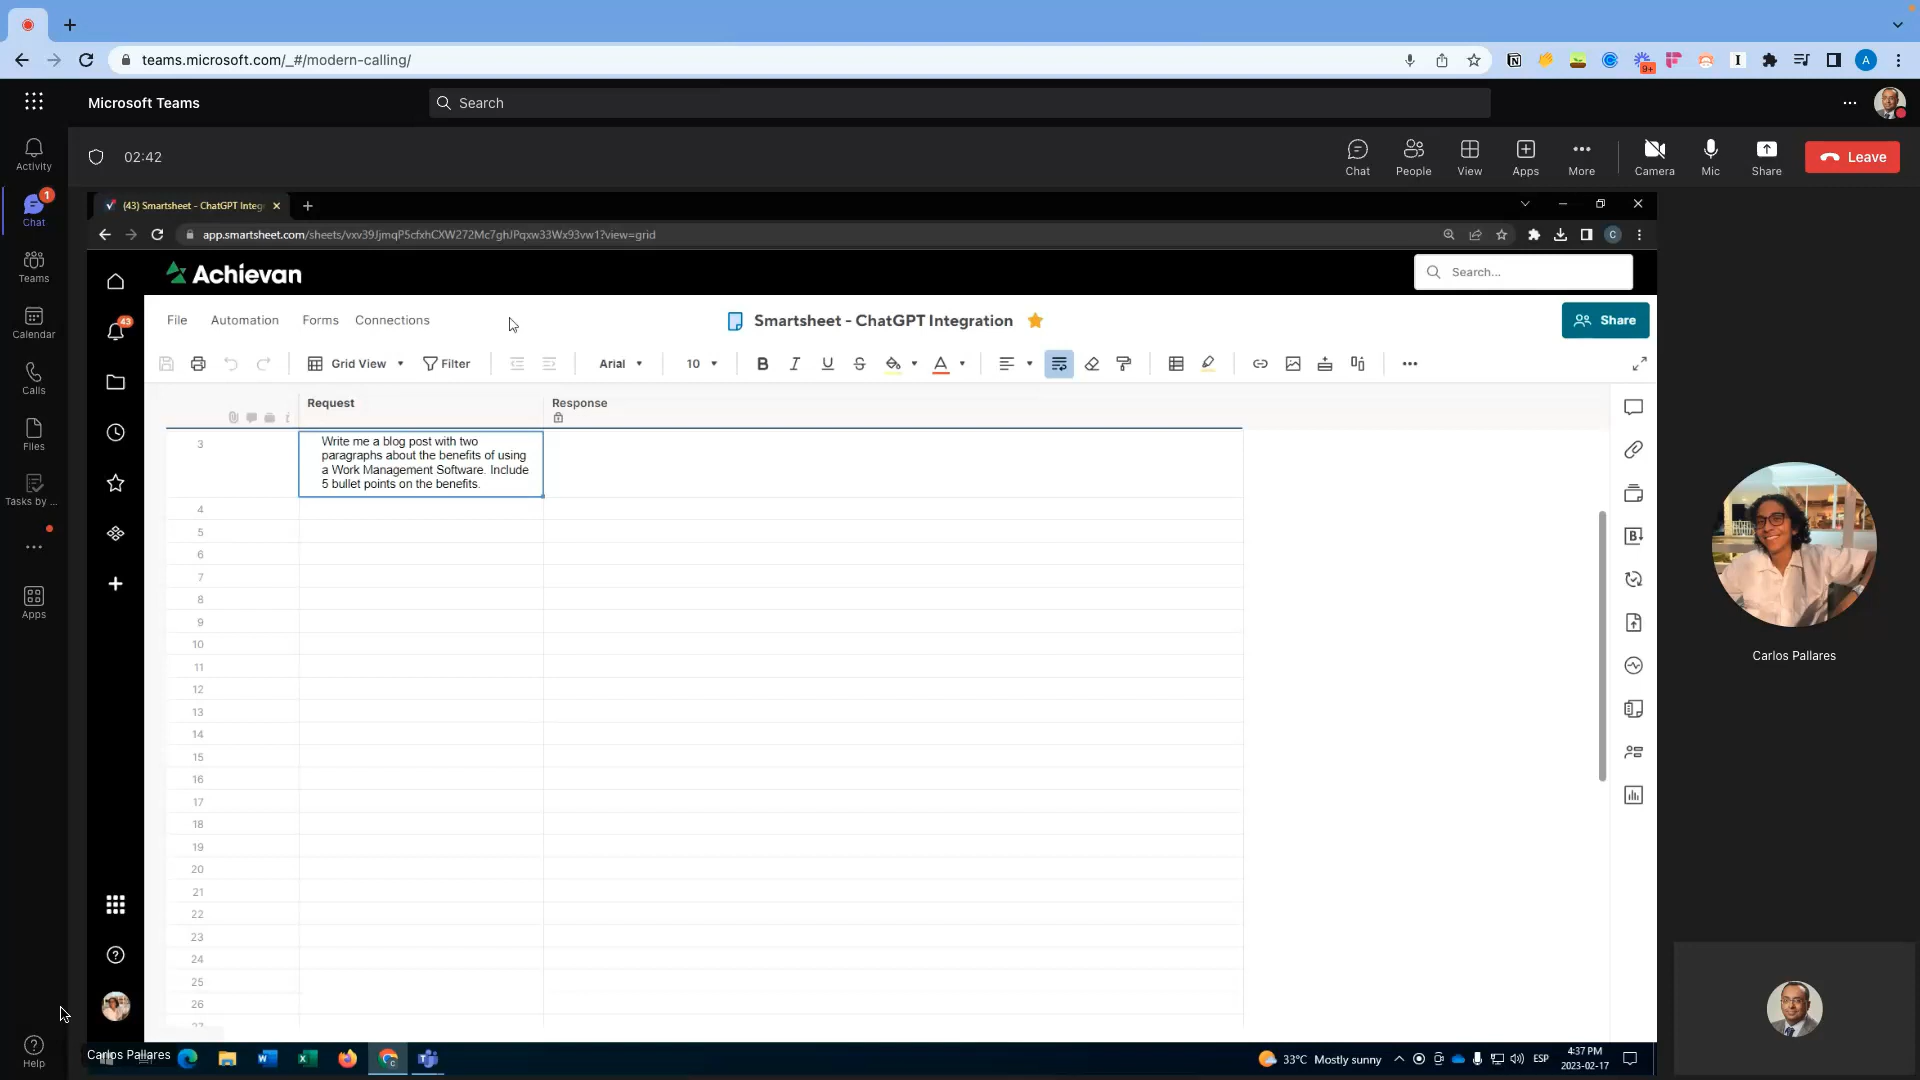 teams.microsoft.com/_#/modern-calling/
9+
A
Microsoft Teams
Search
Activity
02:42
Chat
People
View
Apps
More
Camera
Mic
Share
Leave
1
Chat
Teams
Calendar
Calls
Files
Tasks by ...
Apps
Help
(43) Smartsheet - ChatGPT Integ
app.smartsheet.com/sheets/vxv39JjmqP5cfxhCXW272Mc7ghJPqxw33Wx93vw1?view=grid
C
Achievan
Search...
43
File
Automation
Forms
Connections
Smartsheet - ChatGPT Integration
Share
Grid View
Filter
Arial
10
B
I
U
S
A
Request
Response
3
Write me a blog post with two
paragraphs about the benefits of using
a Work Management Software. Include
5 bullet points on the benefits.
4
5
6
7
8
9
10
11
12
13
14
15
16
17
18
19
20
21
22
23
24
25
26
27
Carlos Pallares
Carlos Pallares
33°C Mostly sunny
ESP
4:37 PM
2023-02-17